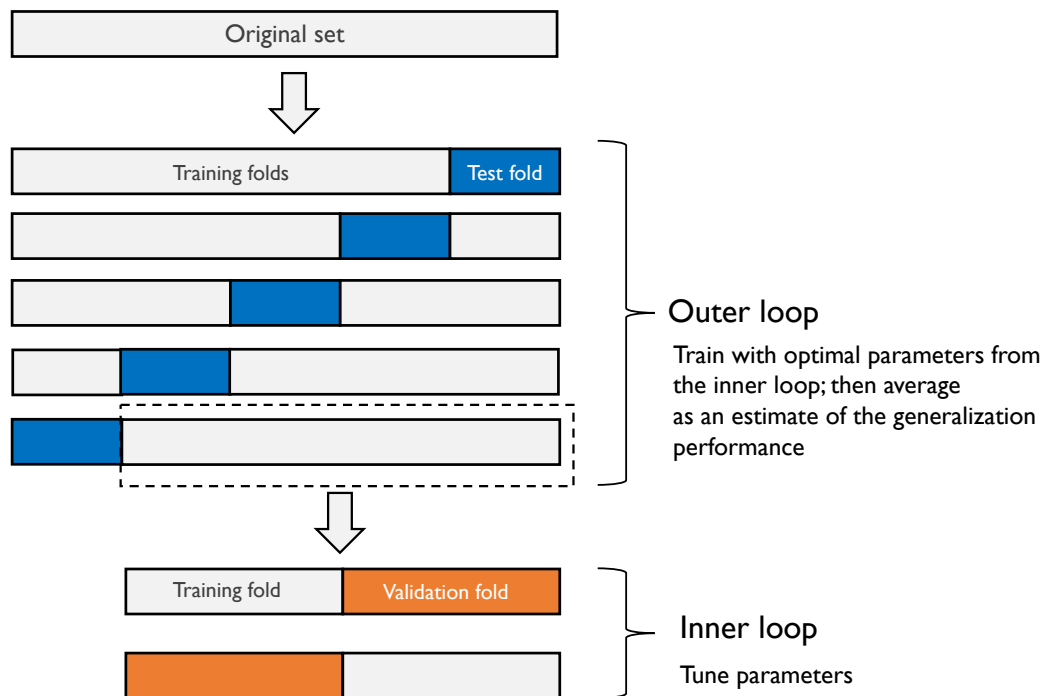 Original set
Training folds
Test fold
Outer loop
Train with optimal parameters from
the inner loop; then average
as an estimate of the generalization
performance
Training fold
Validation fold
Inner loop
Tune parameters